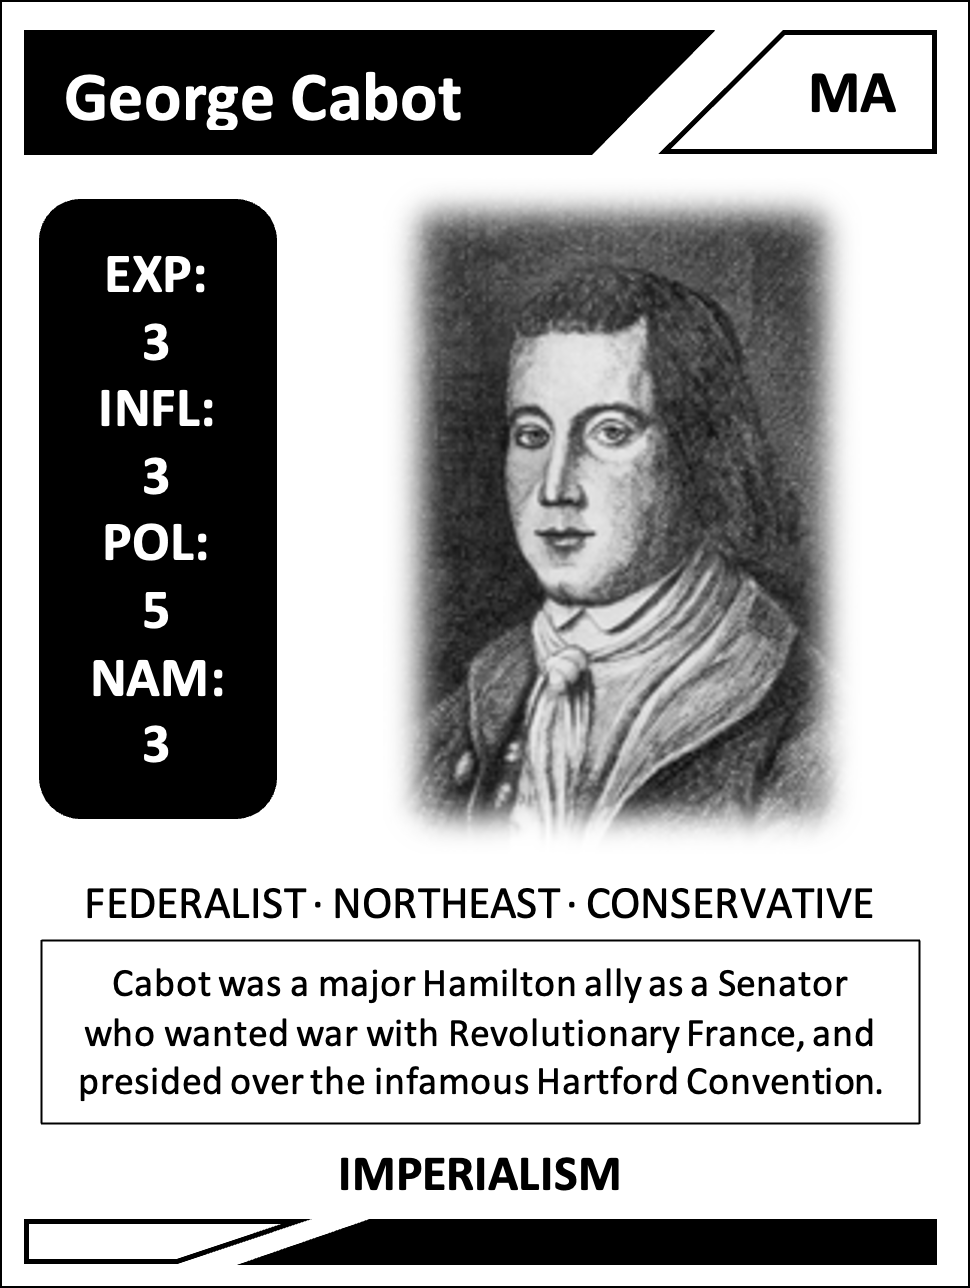 George Cabot
MA
EXP:
3
INFL:
3
POL:
5
NAM:
3
FEDERALIST · NORTHEAST · CONSERVATIVE
Cabot was a major Hamilton ally as a Senator
who wanted war with Revolutionary France, and
presided over the infamous Hartford Convention.
IMPERIALISM